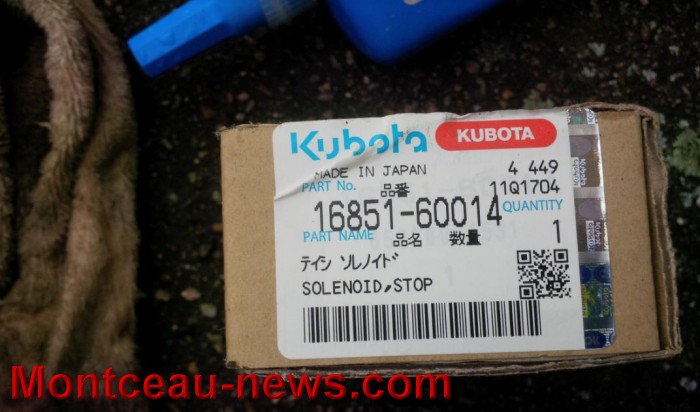 Kubota KUBOTA
MADE IN JAPAN 4 449
PART No. 品番 11Q1704
16851-60014 QUANTITY
PART NAME 品名 数量 1
テイシ ソレノイド
SOLENOID,STOP
Montceau-news.com